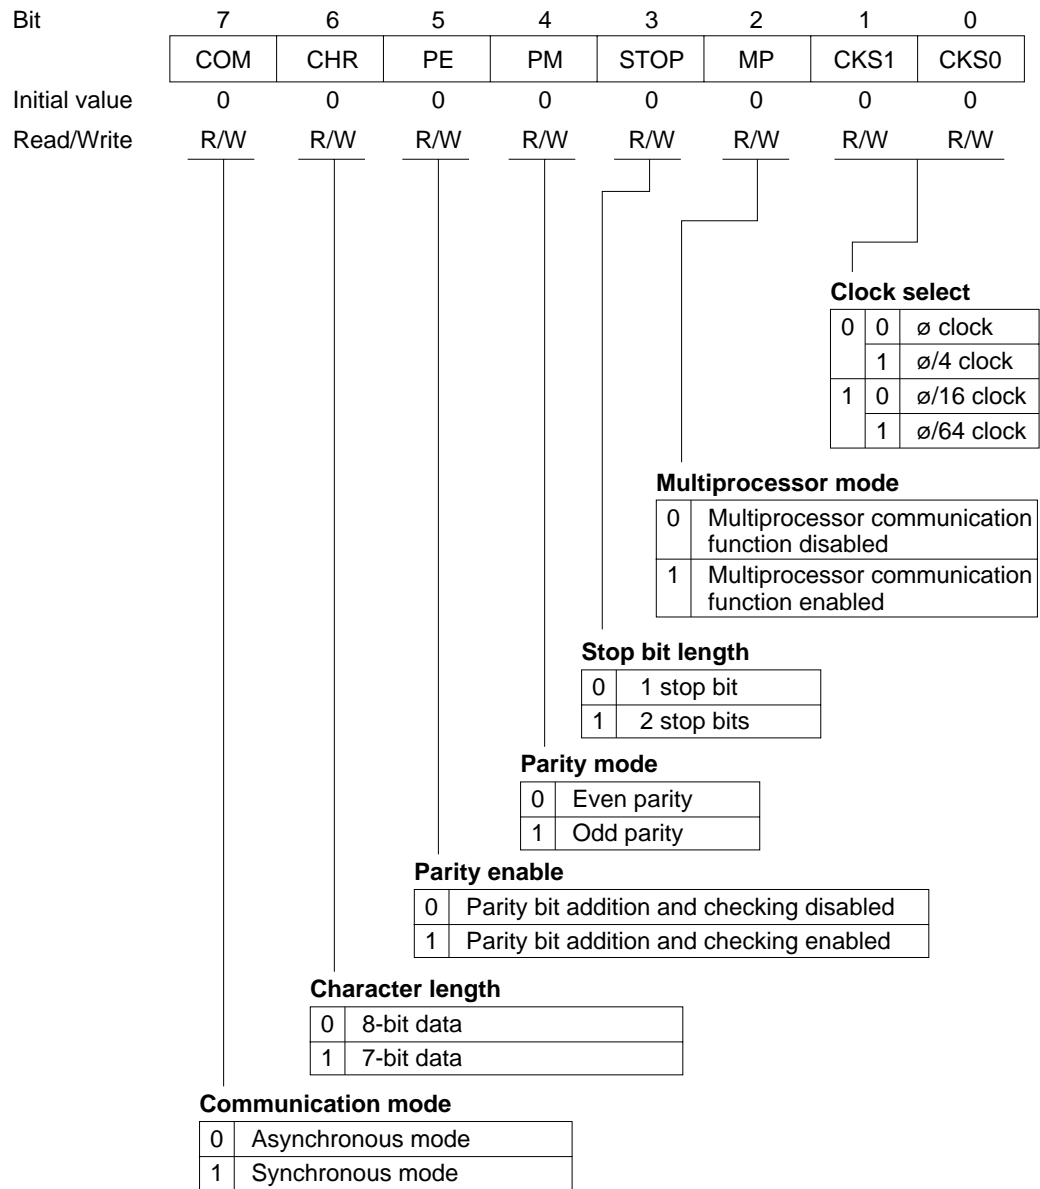 Bit 7 6 5 4 3 2 1 0
COM CHR PE PM STOP MP CKS1 CKS0
Initial value 0 0 0 0 0 0 0 0
Read/Write R/W R/W R/W R/W R/W R/W R/W R/W
Clock select
0 0 ø clock
1 ø/4 clock
1 0 ø/16 clock
1 ø/64 clock
Multiprocessor mode
0 Multiprocessor communication
function disabled
1 Multiprocessor communication
function enabled
Stop bit length
0 1 stop bit
1 2 stop bits
Parity mode
0 Even parity
1 Odd parity
Parity enable
0 Parity bit addition and checking disabled
1 Parity bit addition and checking enabled
Character length
0 8-bit data
1 7-bit data
Communication mode
0 Asynchronous mode
1 Synchronous mode